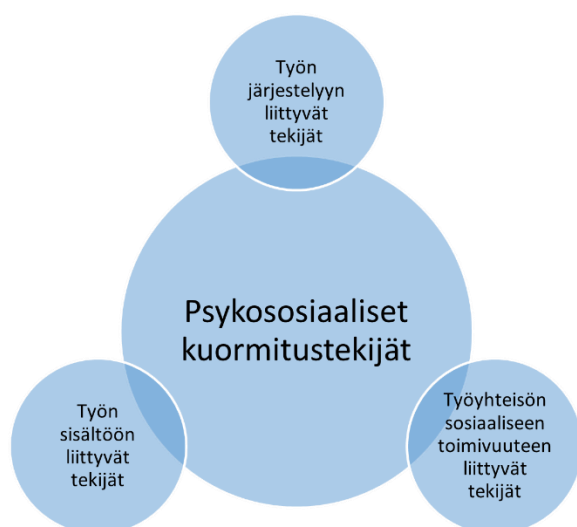 Työn
järjestelyyn
liittyvät
tekijät
Psykososiaaliset
kuormitustekijät
Työn
sisältöön
liittyvät
tekijät
Työyhteisön
sosiaaliseen
toimivuuteen
liittyvät
tekijät